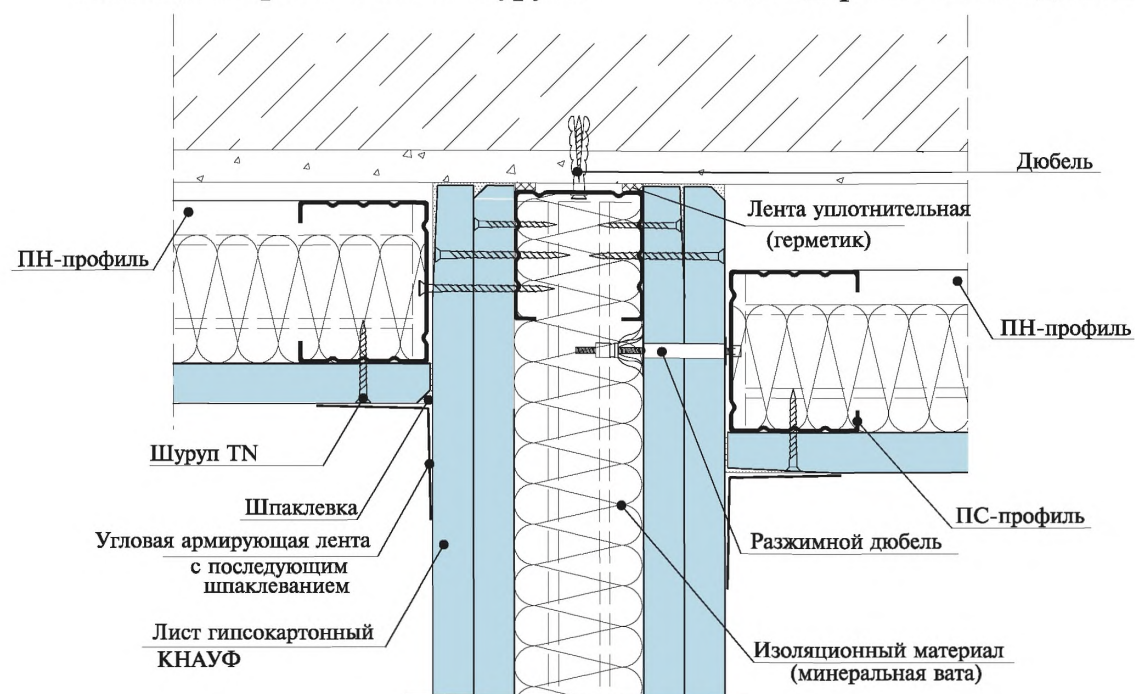 Дюбель
Лента уплотнительная
(герметик)
ПН-профиль
ПН-профиль
Шуруп TN
Шпаклевка
Угловая армирующая лента
с последующим
шпаклеванием
Лист гипсокартонный
КНАУФ
ПС-профиль
Разжимной дюбель
Изоляционный материал
(минеральная вата)